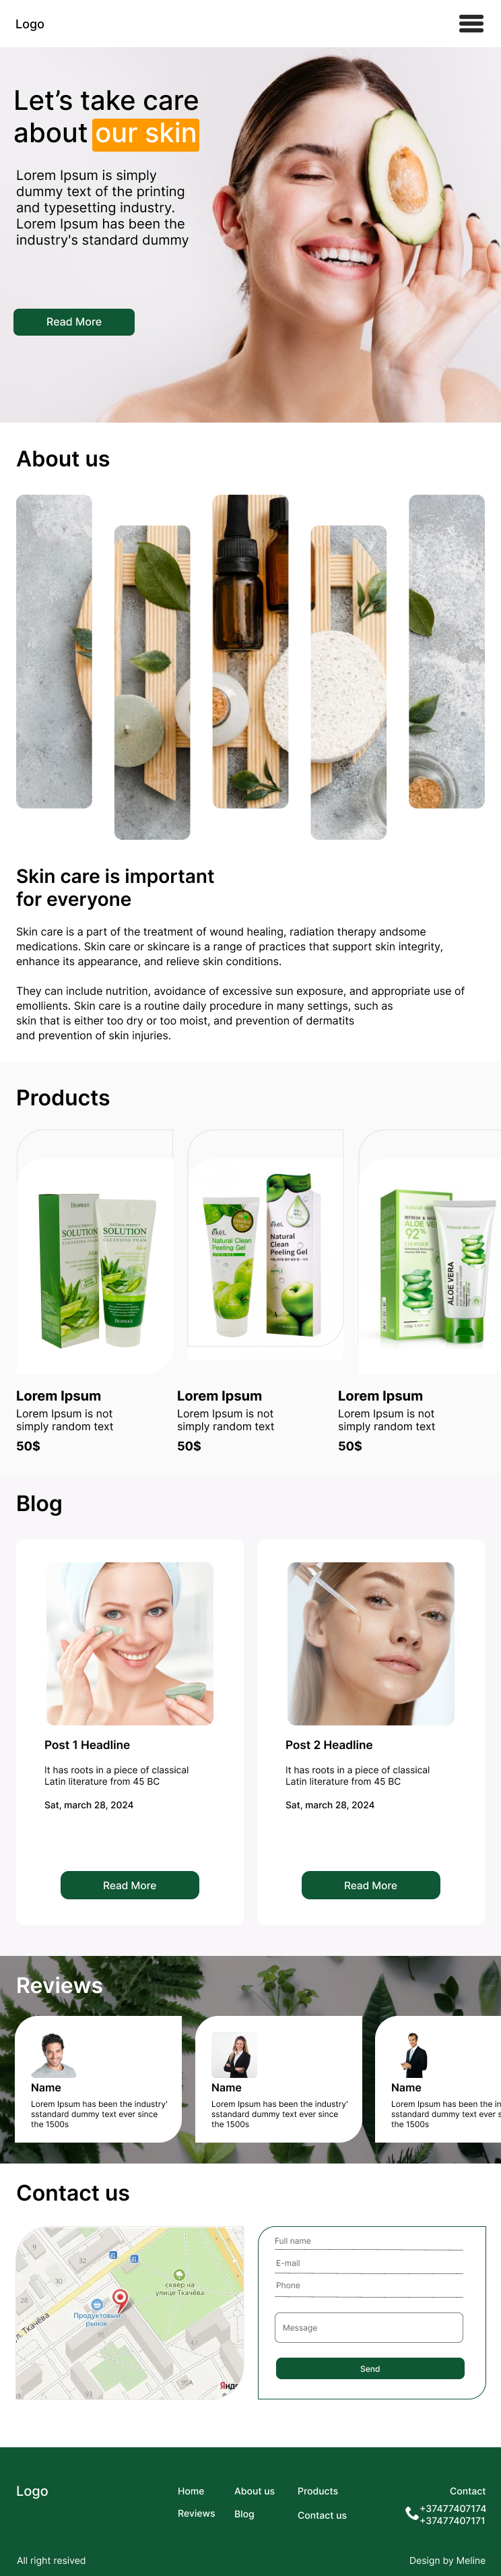 Logo
Let's take care
about our skin
Lorem Ipsum is simply
dummy text of the printing
and typesetting industry.
Lorem Ipsum has been the
industry's standard dummy
Read More
About us
Skin care is important
for everyone
Skin care is a part of the treatment of wound healing, radiation therapy andsome
medications. Skin care or skincare is a range of practices that support skin integrity,
enhance its appearance, and relieve skin conditions.
They can include nutrition, avoidance of excessive sun exposure, and appropriate use of
emollients. Skin care is a routine daily procedure in many settings, such as
skin that is either too dry or too moist, and prevention of dermatits
and prevention of skin injuries.
Products
SOLUTION
SOLUTION
Natural Clean
Peeling Gel
Natural
Clean
Peeling Gel
92%
CLEANSER
ALOE VERA
Lorem Ipsum
Lorem Ipsum is not
simply random text
50$
Lorem Ipsum
Lorem Ipsum is not
simply random text
50$
Lorem Ipsum
Lorem Ipsum is not
simply random text
50$
Blog
Post 1 Headline
It has roots in a piece of classical
Latin literature from 45 BC
Sat, march 28, 2024
Read More
Post 2 Headline
It has roots in a piece of classical
Latin literature from 45 BC
Sat, march 28, 2024
Read More
Reviews
Name
Lorem Ipsum has been the industry'
sstandard dummy text ever since
the 1500s
Name
Lorem Ipsum has been the industry'
sstandard dummy text ever since
the 1500s
Name
Lorem Ipsum has been the in
sstandard dummy text ever s
the 1500s
Contact us
9
32
30
28
сквер на
улице Ткачёва
Продуктовый
рынок
ул. Ткачёва
95
93
95А
Янд
Full name
E-mail
Phone
Message
Send
Logo
Home
About us
Products
Contact
Reviews
Blog
Contact us
+37477407174
+37477407171
All right resived
Design by Meline